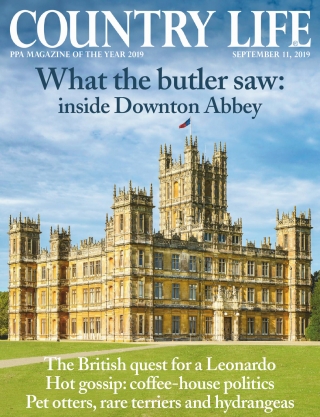 COUNTRY LIFE
PPA MAGAZINE OF THE YEAR 2019 SEPTEMBER 11, 2019
What the butler saw:
inside Downton Abbey
The British quest for a Leonardo
Hot gossip: coffee-house politics
Pet otters, rare terriers and hydrangeas